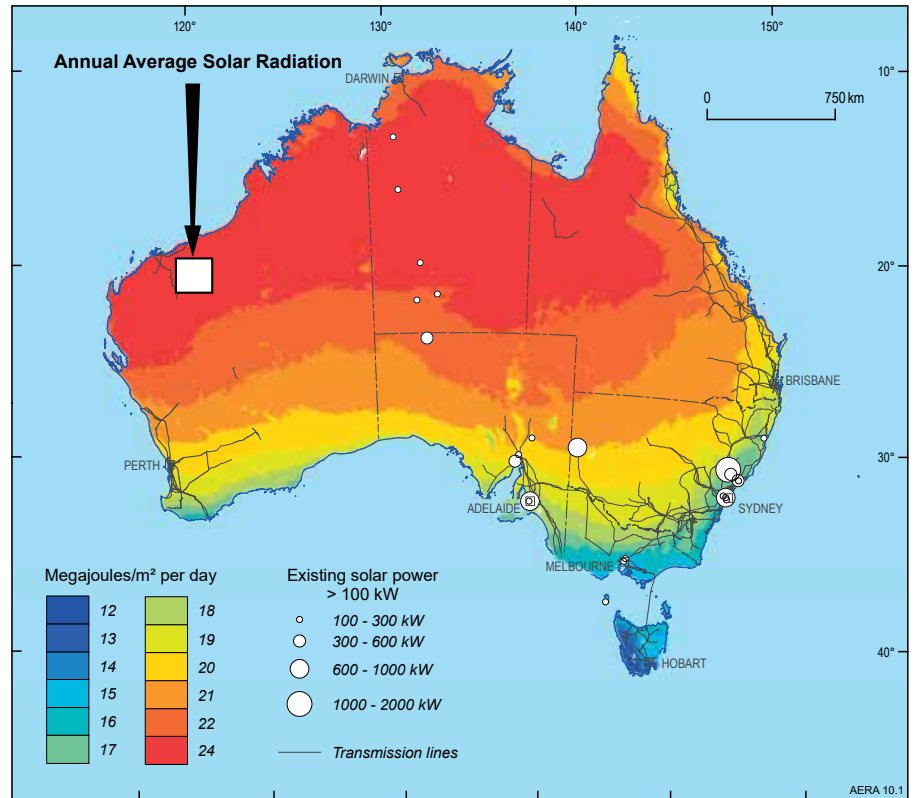 120° 130° 140° 150°
Annual Average Solar Radiation
DARWIN
10°
0 750 km
20°
BRISBANE
PERTH
30°
ADELAIDE
SYDNEY
MELBOURNE
Megajoules/m² per day
12
13
14
15
16
17
18
19
20
21
22
24
Existing solar power
> 100 kW
100 - 300 kW
300 - 600 kW
600 - 1000 kW
1000 - 2000 kW
Transmission lines
HOBART
40°
AERA 10.1